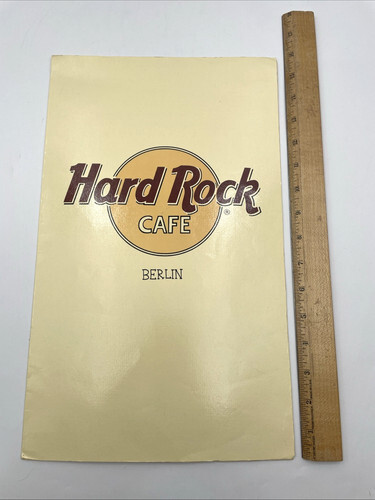 Hard Rock
®
CAFE
BERLIN